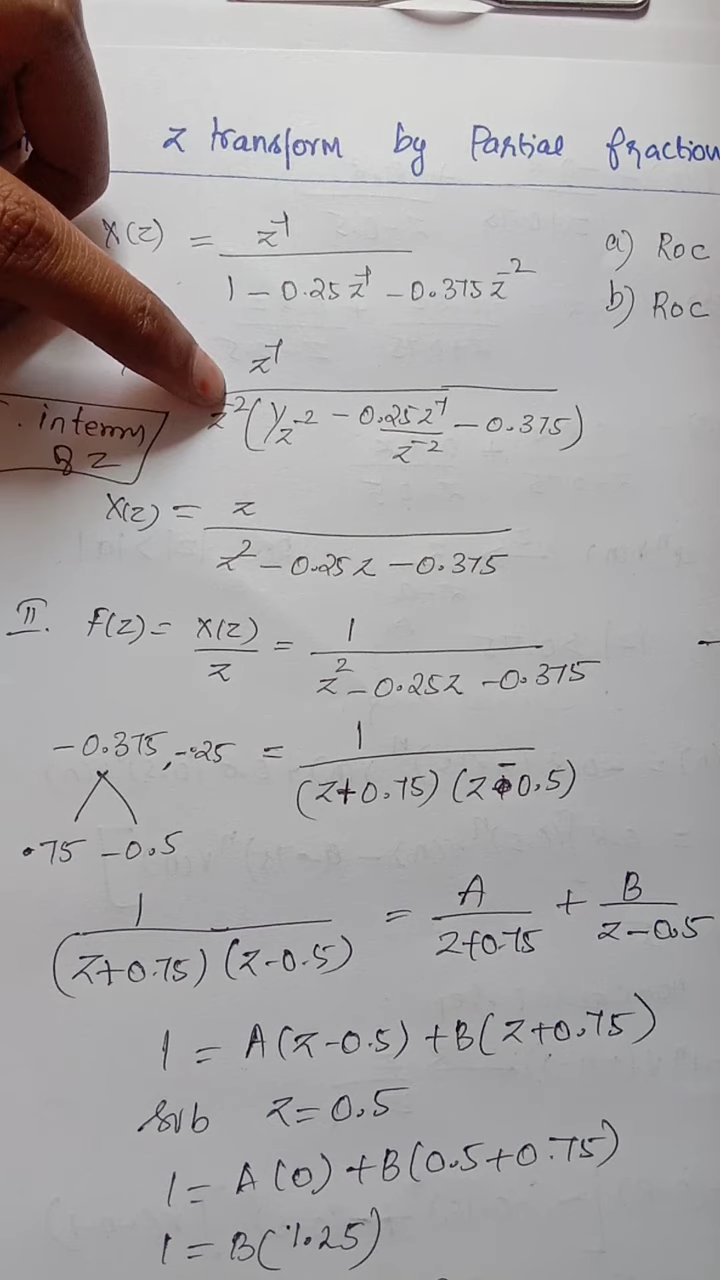 z transform by Partial fraction
X(z) = z⁻¹ / (1 - 0.25z⁻¹ - 0.375z⁻²)
a) Roc
b) Roc
z⁻¹ / z⁻²(1/z⁻² - 0.25z⁻¹/z⁻² - 0.375)
interms
of z
X(z) = z / (z² - 0.25z - 0.375)
II. F(z) = X(z)/z = 1 / (z² - 0.25z - 0.375)
-0.375, -.25 = 1 / (z+0.75)(z-0.5)
.75 -0.5
1 / (z+0.75)(z-0.5) = A / z+0.75 + B / z-0.5
1 = A(z-0.5) + B(z+0.75)
sub z = 0.5
1 = A(0) + B(0.5+0.75)
1 = B(1.25)